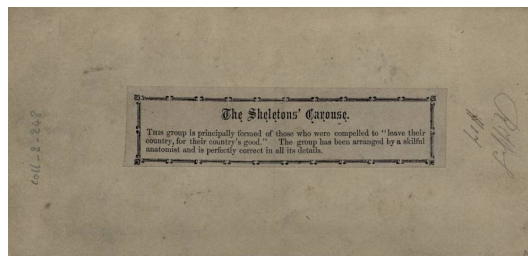 The Skeletons' Carouse.
THIS group is principally formed of those who were compelled to "leave their
country, for their country's good." The group has been arranged by a skilful
anatomist and is perfectly correct in all its details.